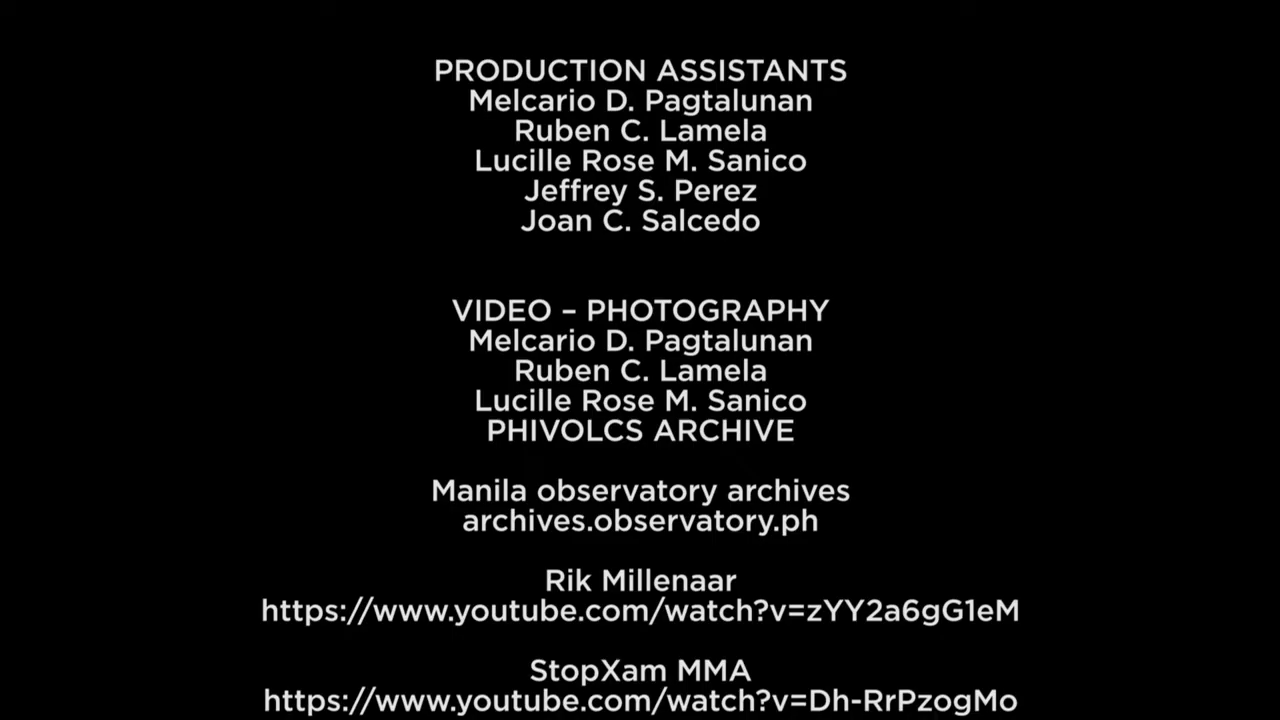 PRODUCTION ASSISTANTS
Melcario D. Pagtalunan
Ruben C. Lamela
Lucille Rose M. Sanico
Jeffrey S. Perez
Joan C. Salcedo
VIDEO – PHOTOGRAPHY
Melcario D. Pagtalunan
Ruben C. Lamela
Lucille Rose M. Sanico
PHIVOLCS ARCHIVE
Manila observatory archives
archives.observatory.ph
Rik Millenaar
https://www.youtube.com/watch?v=zYY2a6gG1eM
StopXam MMA
https://www.youtube.com/watch?v=Dh-RrPzogMo